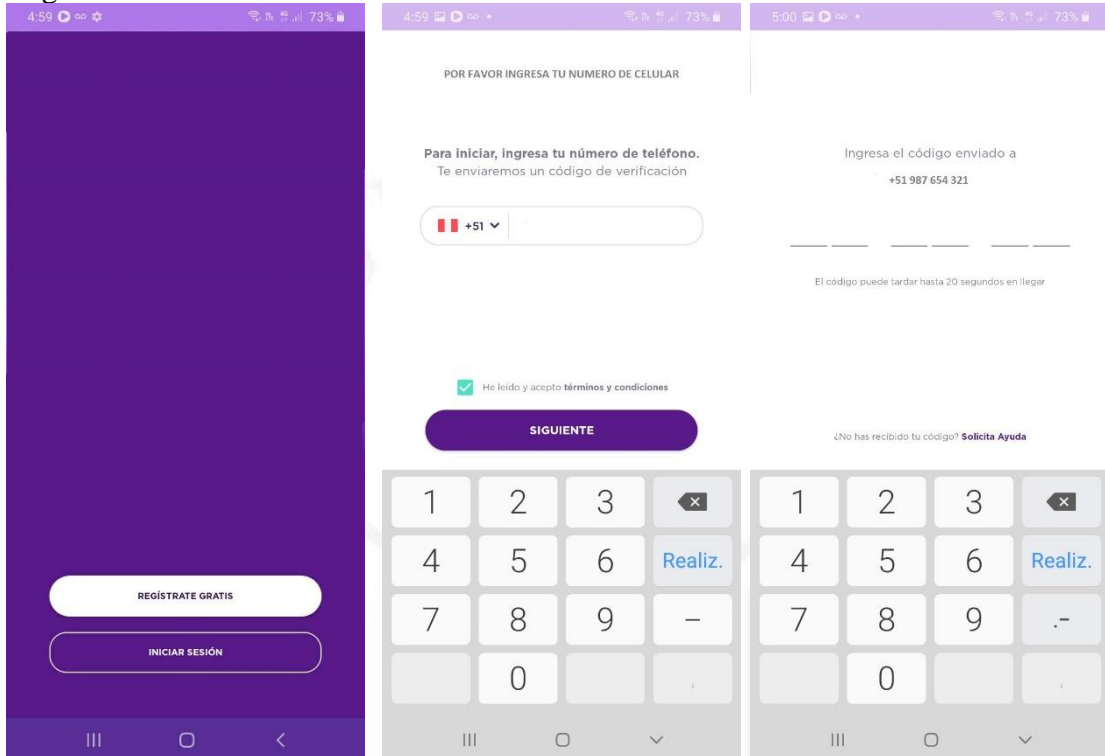 4:59 73%
REGÍSTRATE GRATIS
INICIAR SESIÓN
4:59 73%
POR FAVOR INGRESA TU NUMERO DE CELULAR
Para iniciar, ingresa tu número de teléfono.
Te enviaremos un código de verificación
+51
He leído y acepto términos y condiciones
SIGUIENTE
1 2 3
4 5 6 Realiz.
7 8 9 –
0 ,
5:00 73%
Ingresa el código enviado a
+51 987 654 321
El código puede tardar hasta 20 segundos en llegar
¿No has recibido tu código? Solicita Ayuda
1 2 3
4 5 6 Realiz.
7 8 9 .-
0 ,